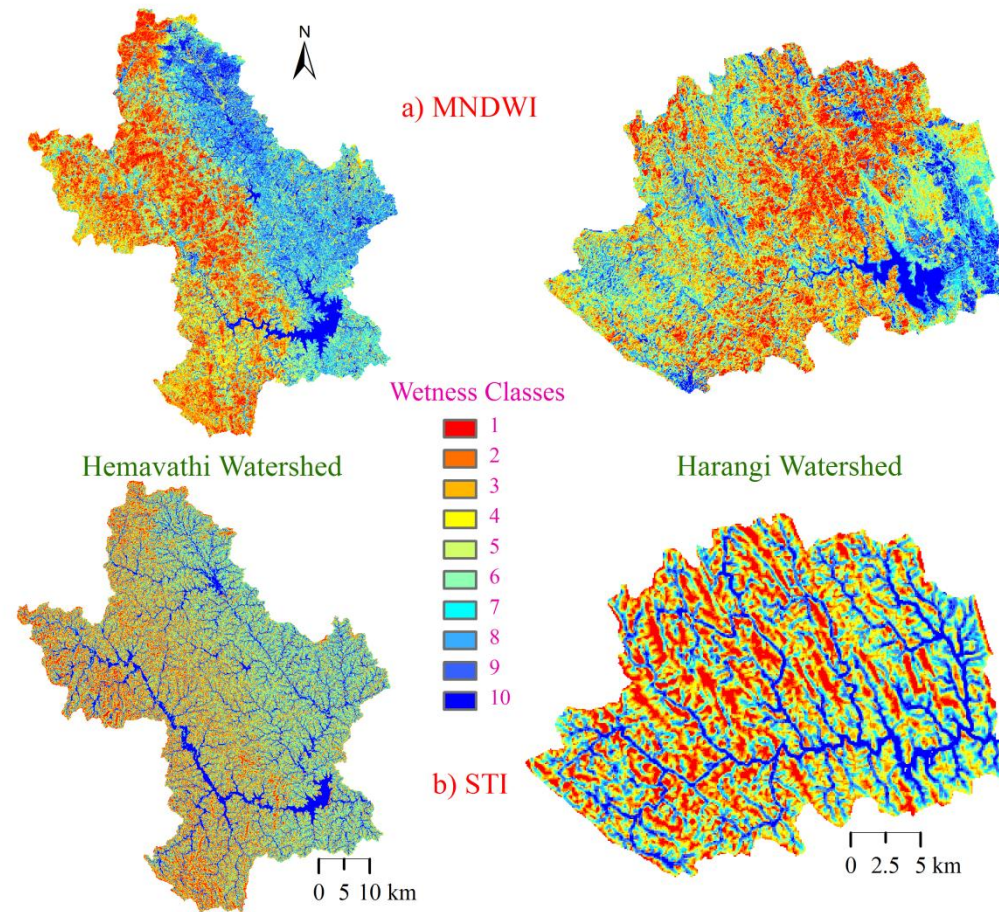 N
a) MNDWI
Wetness Classes
1
2
3
4
5
6
7
8
9
10
Hemavathi Watershed
Harangi Watershed
b) STI
0 5 10 km
0 2.5 5 km